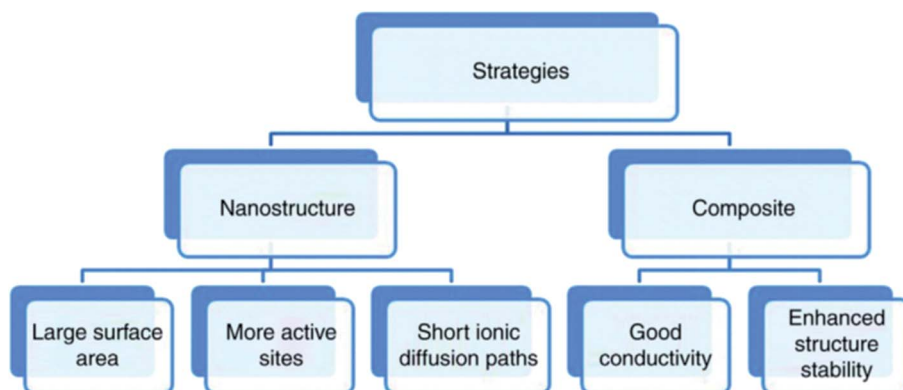 Strategies
Nanostructure
Composite
Large surface
area
More active
sites
Short ionic
diffusion paths
Good
conductivity
Enhanced
structure
stability